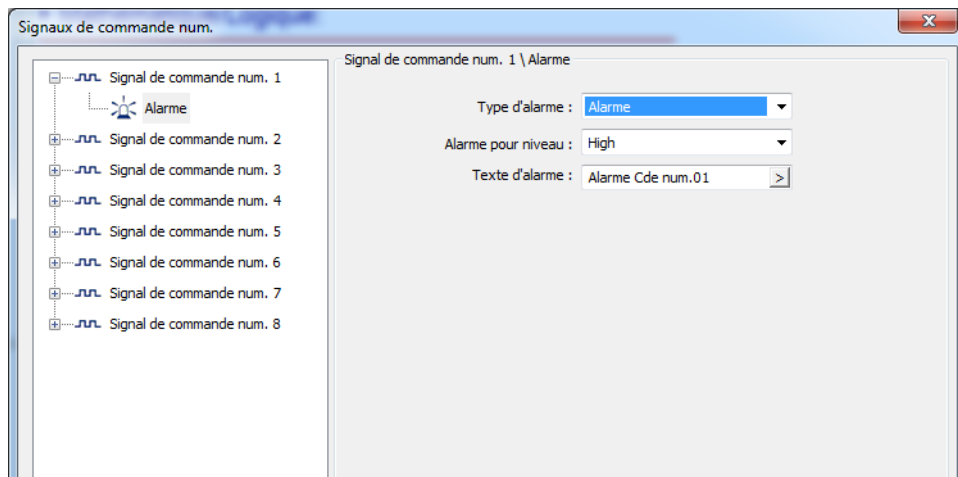 Logique
Signaux de commande num.
Signal de commande num. 1
Alarme
Signal de commande num. 2
Signal de commande num. 3
Signal de commande num. 4
Signal de commande num. 5
Signal de commande num. 6
Signal de commande num. 7
Signal de commande num. 8
Signal de commande num. 1 \ Alarme
Type d'alarme : Alarme
Alarme pour niveau : High
Texte d'alarme : Alarme Cde num.01 >